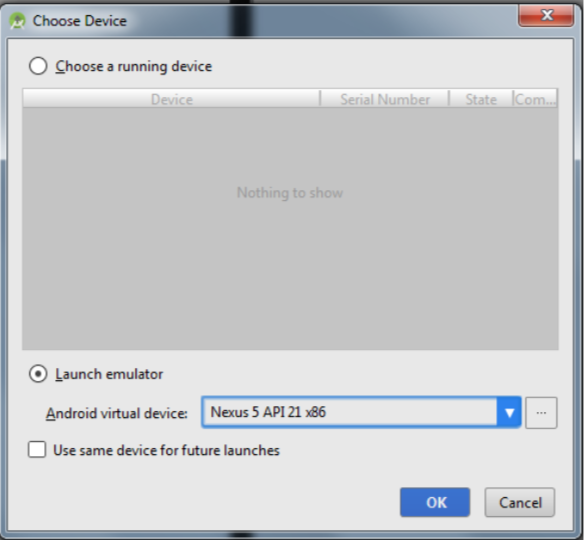 Choose Device
Choose a running device
Device Serial Number State Com...
Nothing to show
Launch emulator
Android virtual device: Nexus 5 API 21 x86 ...
Use same device for future launches
OK Cancel